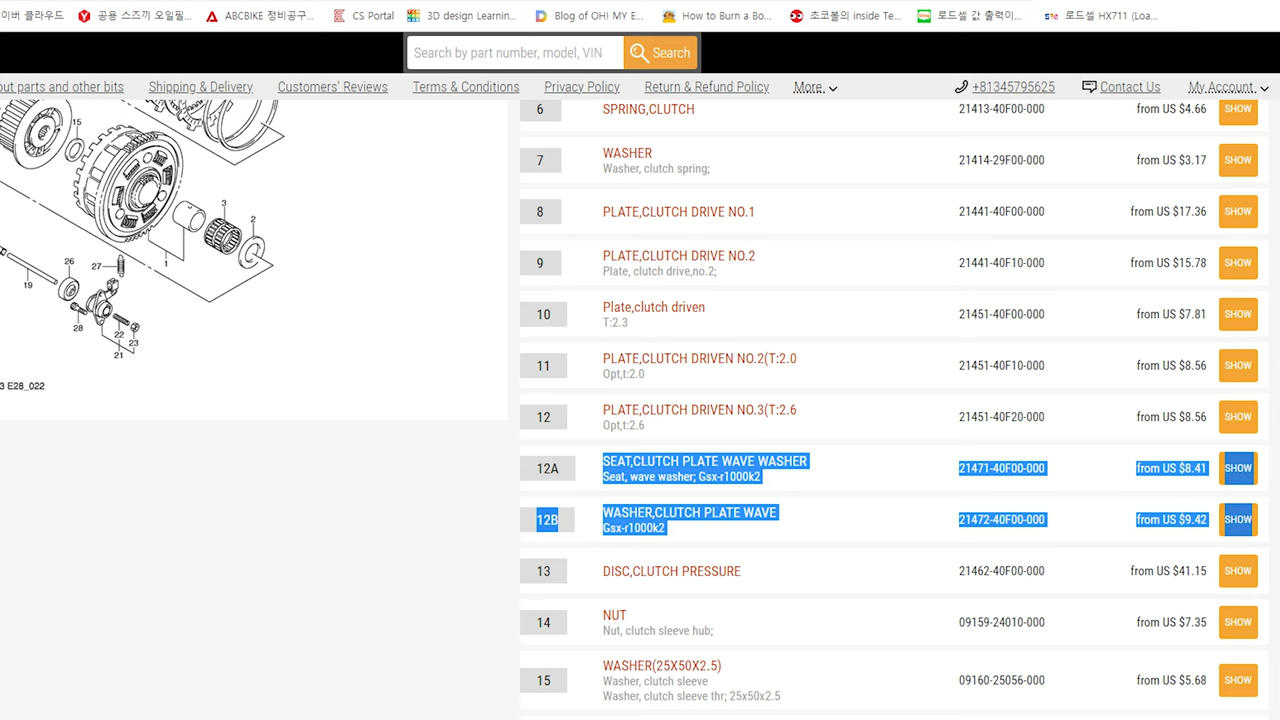 이버 클라우드
공용 스즈끼 오일필...
ABCBIKE 정비공구...
CS Portal
3D design Learnin...
Blog of OH! MY E...
How to Burn a Bo...
초코볼의 inside Te...
로드셀 값 출력이...
로드셀 HX711 (Loa...
Search by part number, model, VIN
Search
out parts and other bits
Shipping & Delivery
Customers' Reviews
Terms & Conditions
Privacy Policy
Return & Refund Policy
More
+81345795625
Contact Us
My Account
15
3
2
1
27
26
19
28
22
23
21
3 E28_022
6 SPRING,CLUTCH 21413-40F00-000 from US $4.66 SHOW
7 WASHER 21414-29F00-000 from US $3.17 SHOW
Washer, clutch spring;
8 PLATE,CLUTCH DRIVE NO.1 21441-40F00-000 from US $17.36 SHOW
9 PLATE,CLUTCH DRIVE NO.2 21441-40F10-000 from US $15.78 SHOW
Plate, clutch drive,no.2;
10 Plate,clutch driven 21451-40F00-000 from US $7.81 SHOW
T:2.3
11 PLATE,CLUTCH DRIVEN NO.2(T:2.0 21451-40F10-000 from US $8.56 SHOW
Opt,t:2.0
12 PLATE,CLUTCH DRIVEN NO.3(T:2.6 21451-40F20-000 from US $8.56 SHOW
Opt,t:2.6
12A SEAT,CLUTCH PLATE WAVE WASHER 21471-40F00-000 from US $8.41 SHOW
Seat, wave washer; Gsx-r1000k2
12B WASHER,CLUTCH PLATE WAVE 21472-40F00-000 from US $9.42 SHOW
Gsx-r1000k2
13 DISC,CLUTCH PRESSURE 21462-40F00-000 from US $41.15 SHOW
14 NUT 09159-24010-000 from US $7.35 SHOW
Nut, clutch sleeve hub;
15 WASHER(25X50X2.5) 09160-25056-000 from US $5.68 SHOW
Washer, clutch sleeve
Washer, clutch sleeve thr; 25x50x2.5